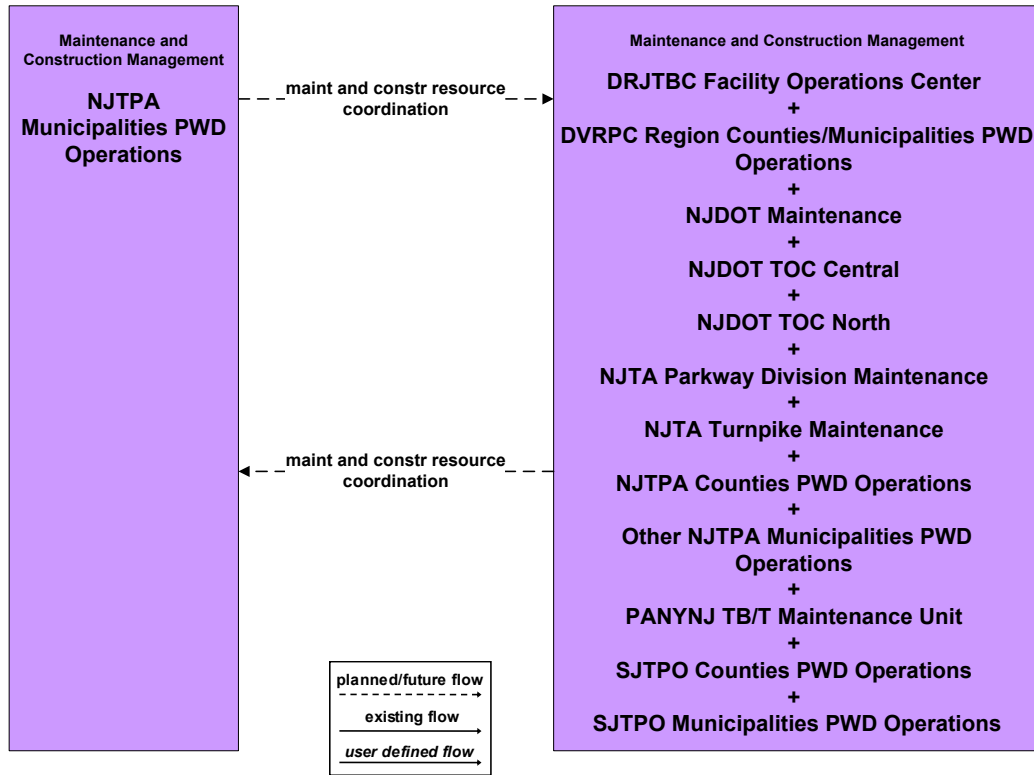 Maintenance and
Construction Management
NJTPA
Municipalities PWD
Operations
maint and constr resource
coordination
maint and constr resource
coordination
Maintenance and Construction Management
DRJTBC Facility Operations Center
+
DVRPC Region Counties/Municipalities PWD
Operations
+
NJDOT Maintenance
+
NJDOT TOC Central
+
NJDOT TOC North
+
NJTA Parkway Division Maintenance
+
NJTA Turnpike Maintenance
+
NJTPA Counties PWD Operations
+
Other NJTPA Municipalities PWD
Operations
+
PANYNJ TB/T Maintenance Unit
+
SJTPO Counties PWD Operations
+
SJTPO Municipalities PWD Operations
planned/future flow
existing flow
user defined flow